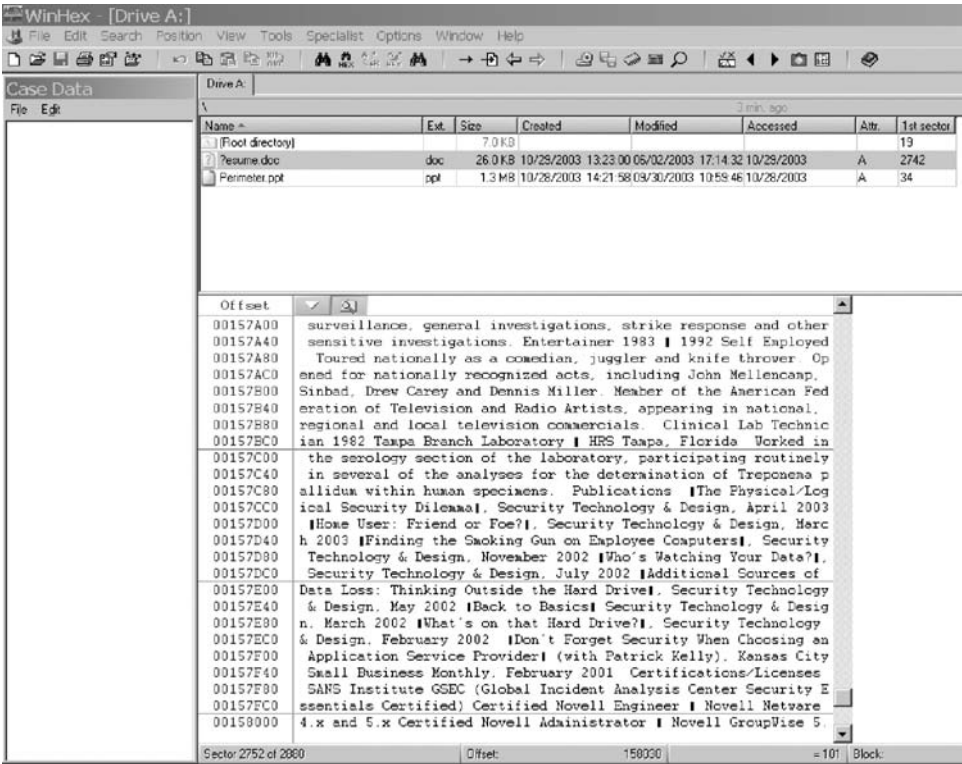 WinHex - [Drive A:]
File Edit Search Position View Tools Specialist Options Window Help
Case Data
File Edit
Drive A:
\ 3 min. ago
Name Ext. Size Created Modified Accessed Attr. 1st sector
(Root directory) 7.0 KB 19
?esume.doc doc 26.0 KB 10/29/2003 13:23:00 06/02/2003 17:14:32 10/29/2003 A 2742
Perimeter.ppt ppt 1.3 MB 10/28/2003 14:21:58 09/30/2003 10:59:46 10/28/2003 A 34
Offset
00157A00 surveillance, general investigations, strike response and other
00157A40 sensitive investigations. Entertainer 1983 ▮ 1992 Self Employed
00157A80 Toured nationally as a comedian, juggler and knife thrower. Op
00157AC0 ened for nationally recognized acts, including John Mellencamp,
00157B00 Sinbad, Drew Carey and Dennis Miller. Member of the American Fed
00157B40 eration of Television and Radio Artists, appearing in national,
00157B80 regional and local television commercials. Clinical Lab Technic
00157BC0 ian 1982 Tampa Branch Laboratory ▮ HRS Tampa, Florida Worked in
00157C00 the serology section of the laboratory, participating routinely
00157C40 in several of the analyses for the determination of Treponema p
00157C80 allidum within human specimens. Publications ▮The Physical/Log
00157CC0 ical Security Dilemma▮, Security Technology & Design, April 2003
00157D00 ▮Home User: Friend or Foe?▮, Security Technology & Design, Marc
00157D40 h 2003 ▮Finding the Smoking Gun on Employee Computers▮, Security
00157D80 Technology & Design, November 2002 ▮Who's Watching Your Data?▮,
00157DC0 Security Technology & Design, July 2002 ▮Additional Sources of
00157E00 Data Loss: Thinking Outside the Hard Drive▮, Security Technology
00157E40 & Design, May 2002 ▮Back to Basics▮ Security Technology & Desig
00157E80 n, March 2002 ▮What's on that Hard Drive?▮, Security Technology
00157EC0 & Design, February 2002 ▮Don't Forget Security When Choosing an
00157F00 Application Service Provider▮ (with Patrick Kelly), Kansas City
00157F40 Small Business Monthly, February 2001 Certifications/Licenses
00157F80 SANS Institute GSEC (Global Incident Analysis Center Security E
00157FC0 ssentials Certified) Certified Novell Engineer ▮ Novell Netware
00158000 4.x and 5.x Certified Novell Administrator ▮ Novell GroupWise 5.
Sector 2752 of 2880 Offset: 158030 = 101 Block: